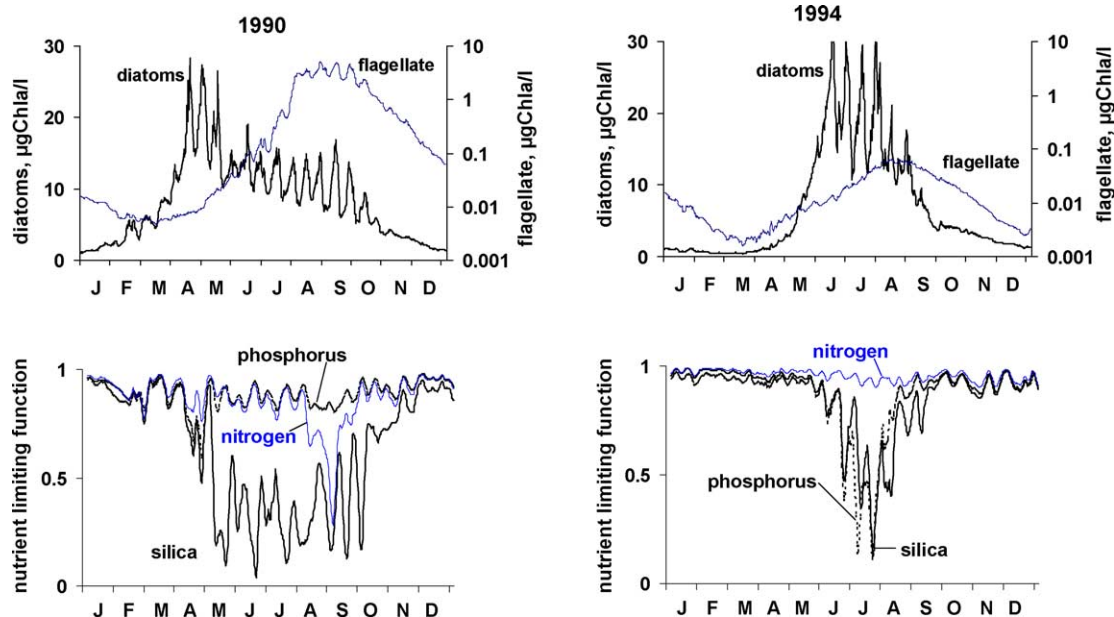 1990
diatoms, µgChla/l
30
20
10
0
diatoms
flagellate
10
1
0.1
0.01
0.001
flagellate, µgChla/l
J F M A M J J A S O N D
1994
diatoms, µgChla/l
30
20
10
0
diatoms
flagellate
10
1
0.1
0.01
0.001
flagellate, µgChla/l
J F M A M J J A S O N D
nutrient limiting function
1
0.5
0
phosphorus
nitrogen
silica
J F M A M J J A S O N D
nutrient limiting function
1
0.5
0
nitrogen
phosphorus
silica
J F M A M J J A S O N D